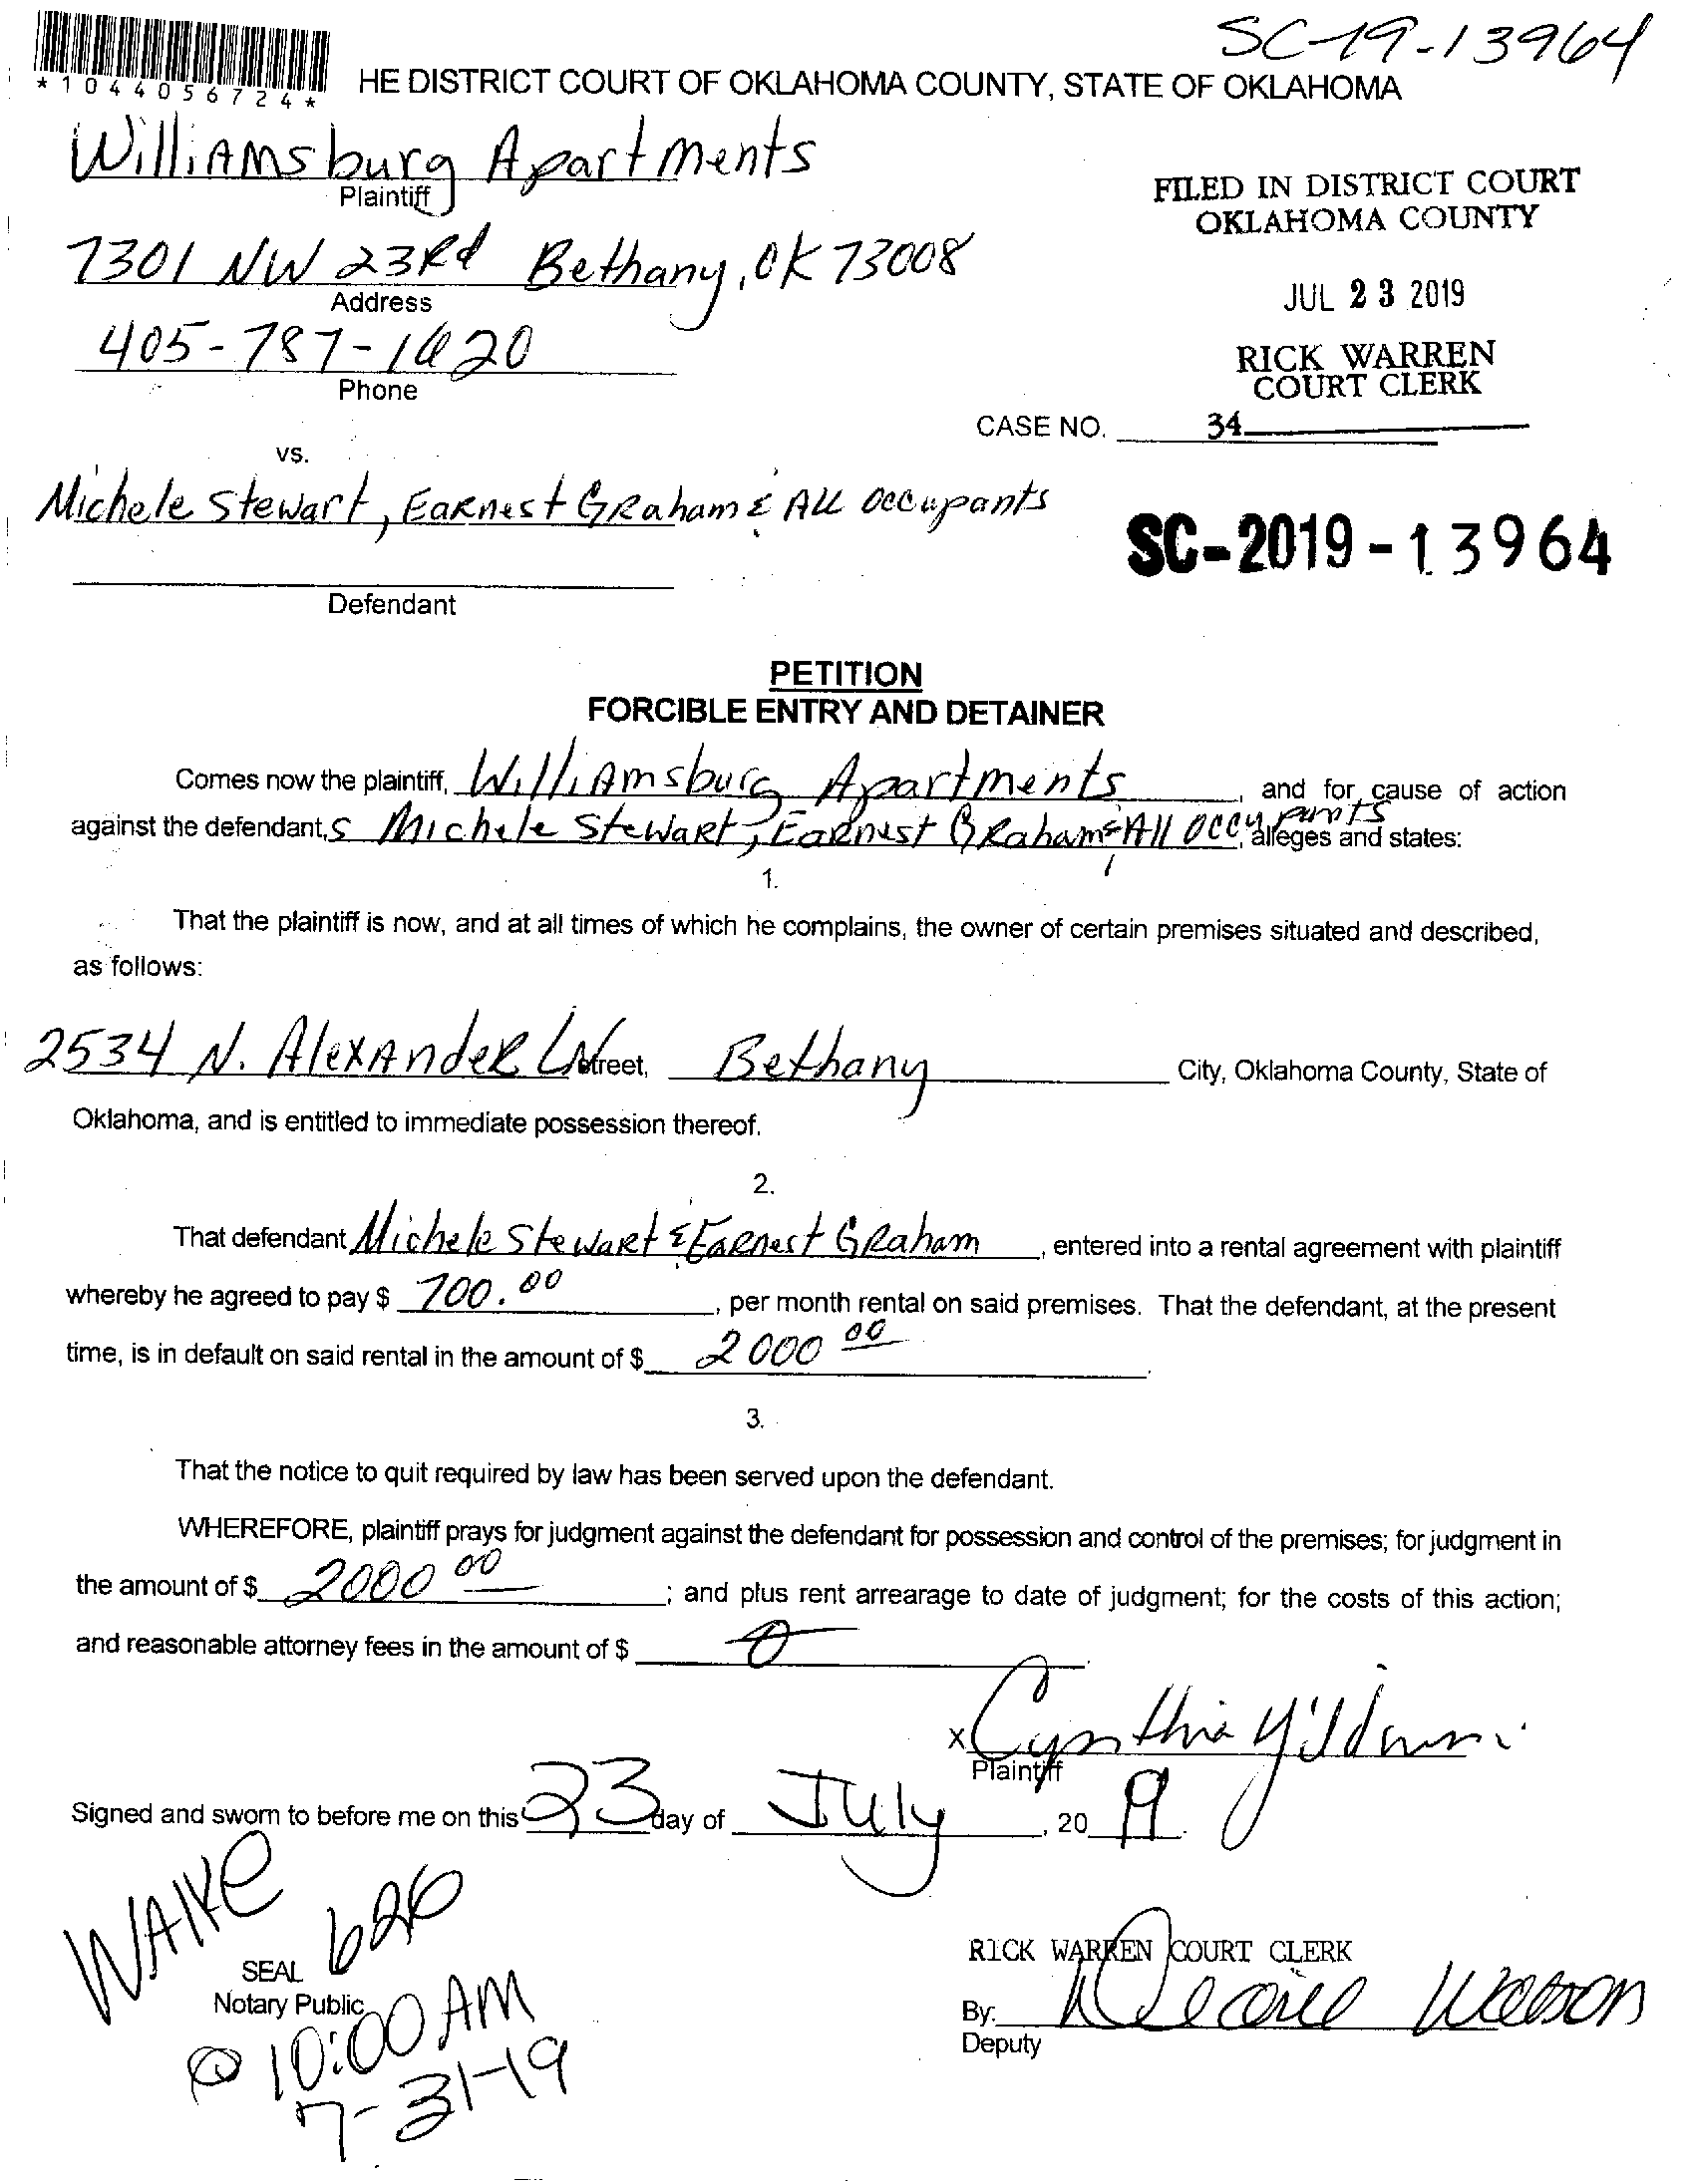 SC-19-13964
*1044056724*
HE DISTRICT COURT OF OKLAHOMA COUNTY, STATE OF OKLAHOMA
WilliAMsburg Apartments
Plaintiff
FILED IN DISTRICT COURT
OKLAHOMA COUNTY
7301 NW 23Rd Bethany, OK 73008
Address
JUL 23 2019
405-787-1620
Phone
RICK WARREN
COURT CLERK
CASE NO. 34
vs.
Michele Stewart, EaRnest GRaham & All Occupants
SC-2019-13964
Defendant
PETITION
FORCIBLE ENTRY AND DETAINER
Comes now the plaintiff, WilliAmsburg Apartments, and for cause of action
against the defendant,s Michele StewaRt, EaRnest GRaham & All Occupants, alleges and states:
1.
That the plaintiff is now, and at all times of which he complains, the owner of certain premises situated and described,
as follows:
2534 N. AlexAndeR LN Street, Bethany City, Oklahoma County, State of
Oklahoma, and is entitled to immediate possession thereof.
2.
That defendant Michele StewaRt & EaRnest GRaham, entered into a rental agreement with plaintiff
whereby he agreed to pay $ 700.00, per month rental on said premises. That the defendant, at the present
time, is in default on said rental in the amount of $ 2000 00.
3.
That the notice to quit required by law has been served upon the defendant.
WHEREFORE, plaintiff prays for judgment against the defendant for possession and control of the premises; for judgment in
the amount of $ 2000 00; and plus rent arrearage to date of judgment; for the costs of this action;
and reasonable attorney fees in the amount of $ 0.
x Cynthia
Plaintiff
Signed and sworn to before me on this 23 day of July, 20 19.
WAIKE
626
SEAL
Notary Public
@ 10:00 AM
7-31-19
RICK WARREN COURT CLERK
By: Watson
Deputy